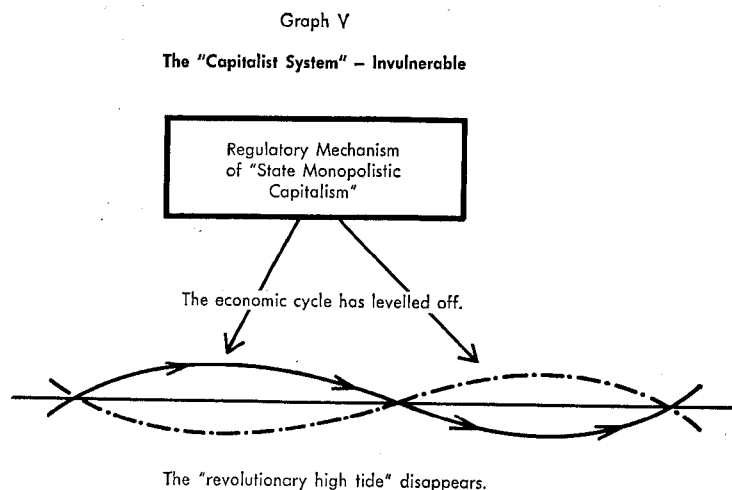 Graph V
The "Capitalist System" – Invulnerable
Regulatory Mechanism
of "State Monopolistic
Capitalism"
The economic cycle has levelled off.
The "revolutionary high tide" disappears.